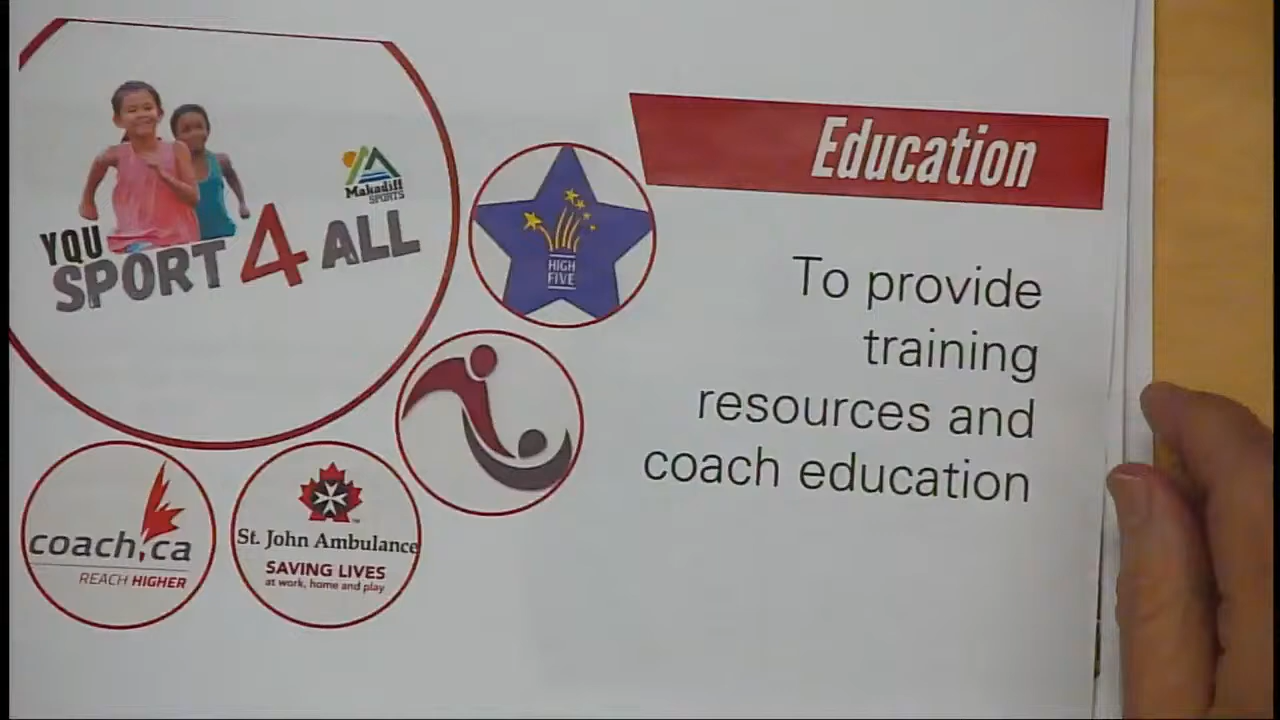 YQU
SPORT 4 ALL
Makadiff
SPORTS
HIGH
FIVE
coach.ca
REACH HIGHER
St. John Ambulance
SAVING LIVES
at work, home and play
Education
To provide
training
resources and
coach education